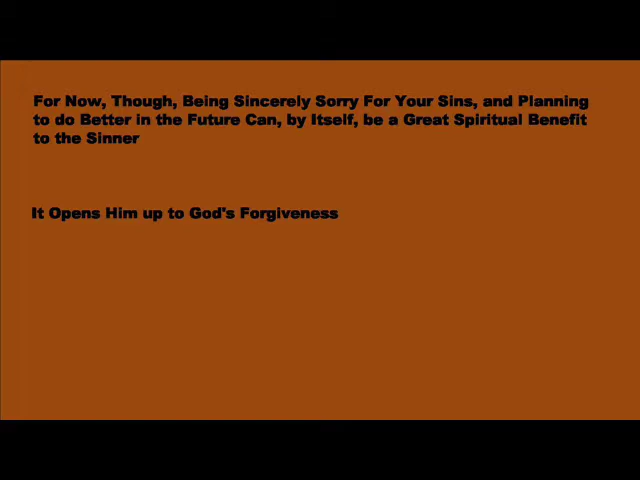 For Now, Though, Being Sincerely Sorry For Your Sins, and Planning
to do Better in the Future Can, by Itself, be a Great Spiritual Benefit
to the Sinner
It Opens Him up to God's Forgiveness